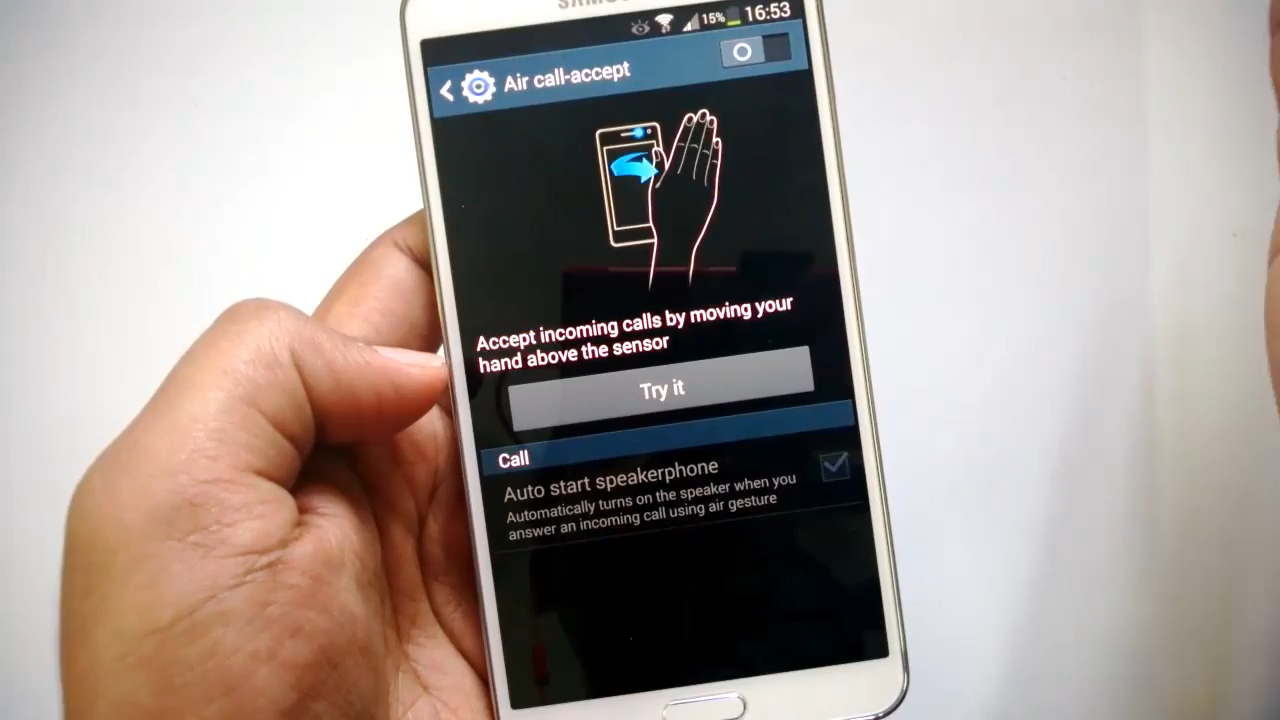 SAMSU
15% 16:53
Air call-accept
Accept incoming calls by moving your
hand above the sensor
Try it
Call
Auto start speakerphone
Automatically turns on the speaker when you
answer an incoming call using air gesture